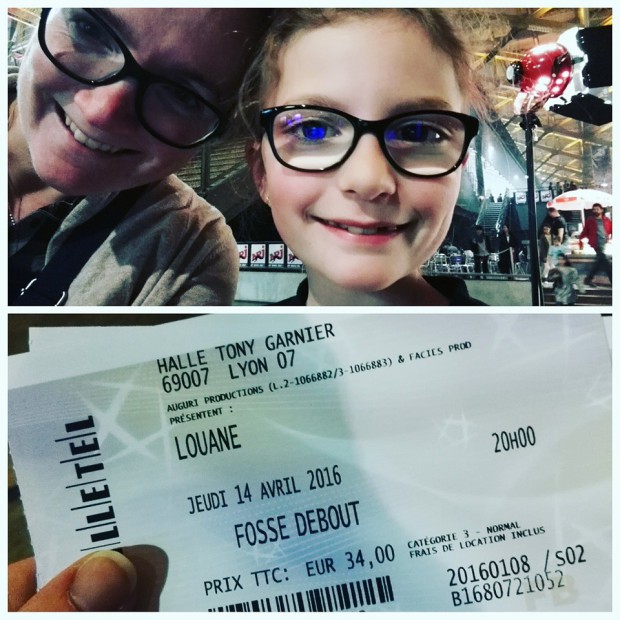 NRJ
HALLE TONY GARNIER
69007 LYON 07
AUGURI PRODUCTIONS (L.2-1066882/3-1066883) & FACIES PROD
PRÉSENTENT :
LOUANE
20H00
JEUDI 14 AVRIL 2016
FOSSE DEBOUT
CATÉGORIE 3 - NORMAL
FRAIS DE LOCATION INCLUS
PRIX TTC: EUR 34,00
20160108 /S02
B1680721052
LLETEL